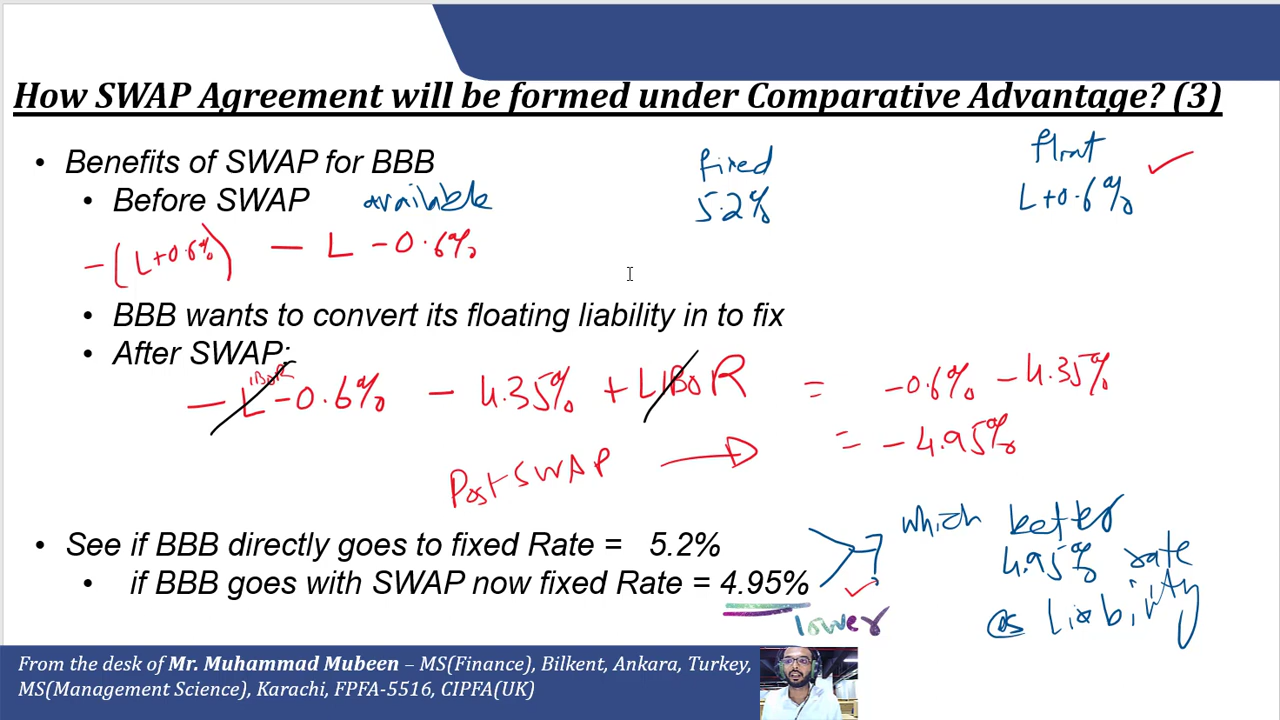 How SWAP Agreement will be formed under Comparative Advantage? (3)
• Benefits of SWAP for BBB
fixed
float
• Before SWAP available
5.2%
L+0.6%
-(L+0.6%) - L - 0.6%
• BBB wants to convert its floating liability in to fix
• After SWAP:
- LIBOR - 0.6% - 4.35% + LIBOR = -0.6% - 4.35%
= - 4.95%
Post SWAP
which better
• See if BBB directly goes to fixed Rate = 5.2%
4.95% rate
• if BBB goes with SWAP now fixed Rate = 4.95%
?
lower
as Liability
From the desk of Mr. Muhammad Mubeen – MS(Finance), Bilkent, Ankara, Turkey,
MS(Management Science), Karachi, FPFA-5516, CIPFA(UK)